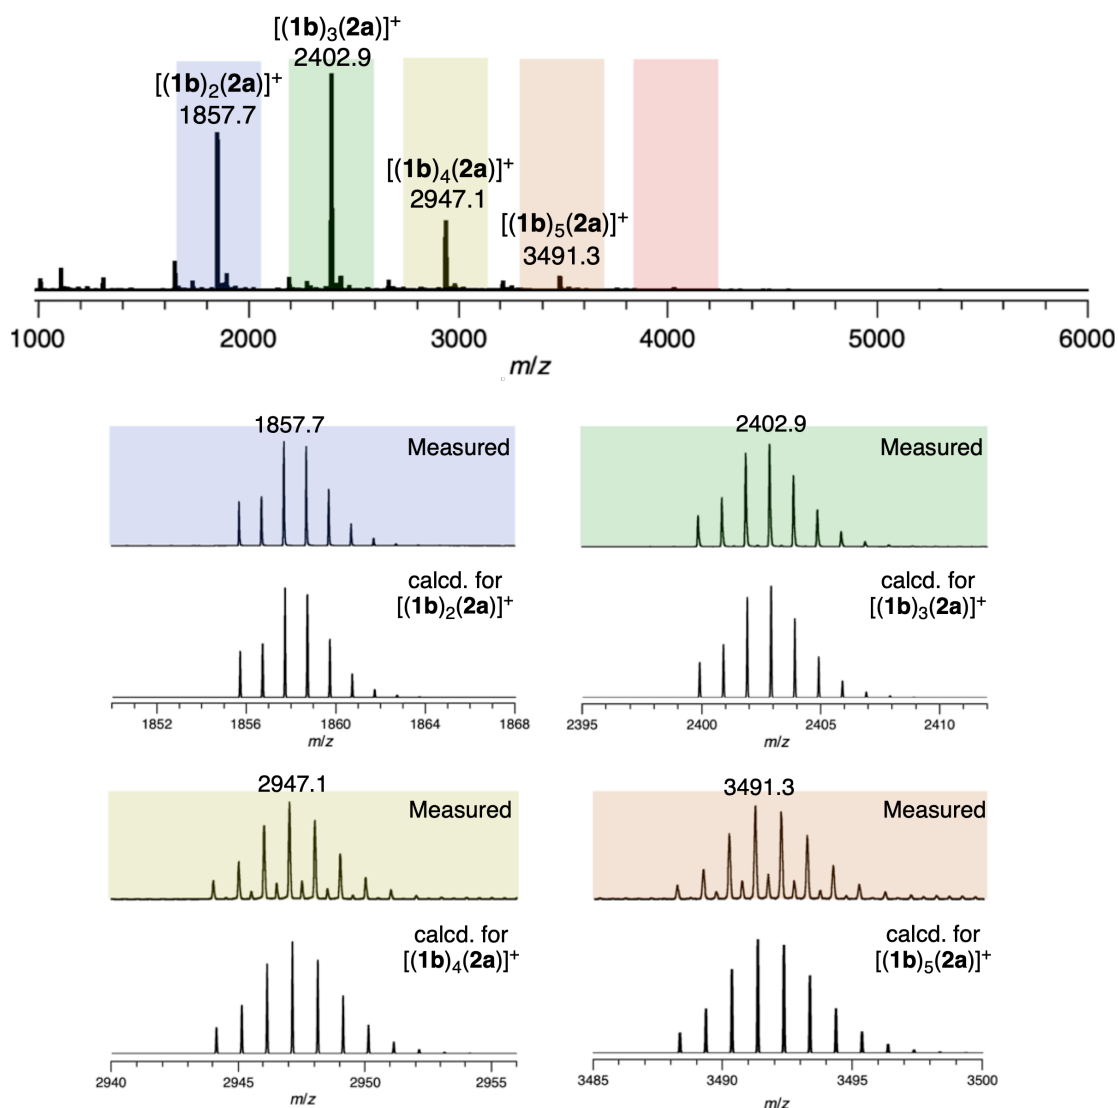 [(1b)3(2a)]+
2402.9
[(1b)2(2a)]+
1857.7
[(1b)4(2a)]+
2947.1
[(1b)5(2a)]+
3491.3
1000 2000 3000 4000 5000 6000
m/z
1857.7
Measured
2402.9
Measured
calcd. for
[(1b)2(2a)]+
calcd. for
[(1b)3(2a)]+
1852 1856 1860 1864 1868
m/z
2395 2400 2405 2410
m/z
2947.1
Measured
3491.3
Measured
calcd. for
[(1b)4(2a)]+
calcd. for
[(1b)5(2a)]+
2940 2945 2950 2955
m/z
3485 3490 3495 3500
m/z